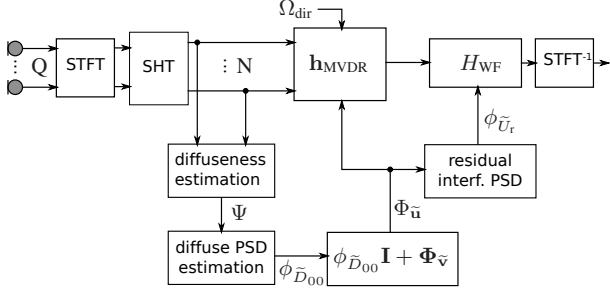 Ω_dir
Q
STFT
SHT
⋮ N
h_MVDR
H_WF
STFT⁻¹
ϕ_Ũr
diffuseness
estimation
residual
interf. PSD
Ψ
Φ_ũ
diffuse PSD
estimation
ϕ_D̃00
ϕ_D̃00 I + Φ_ṽ